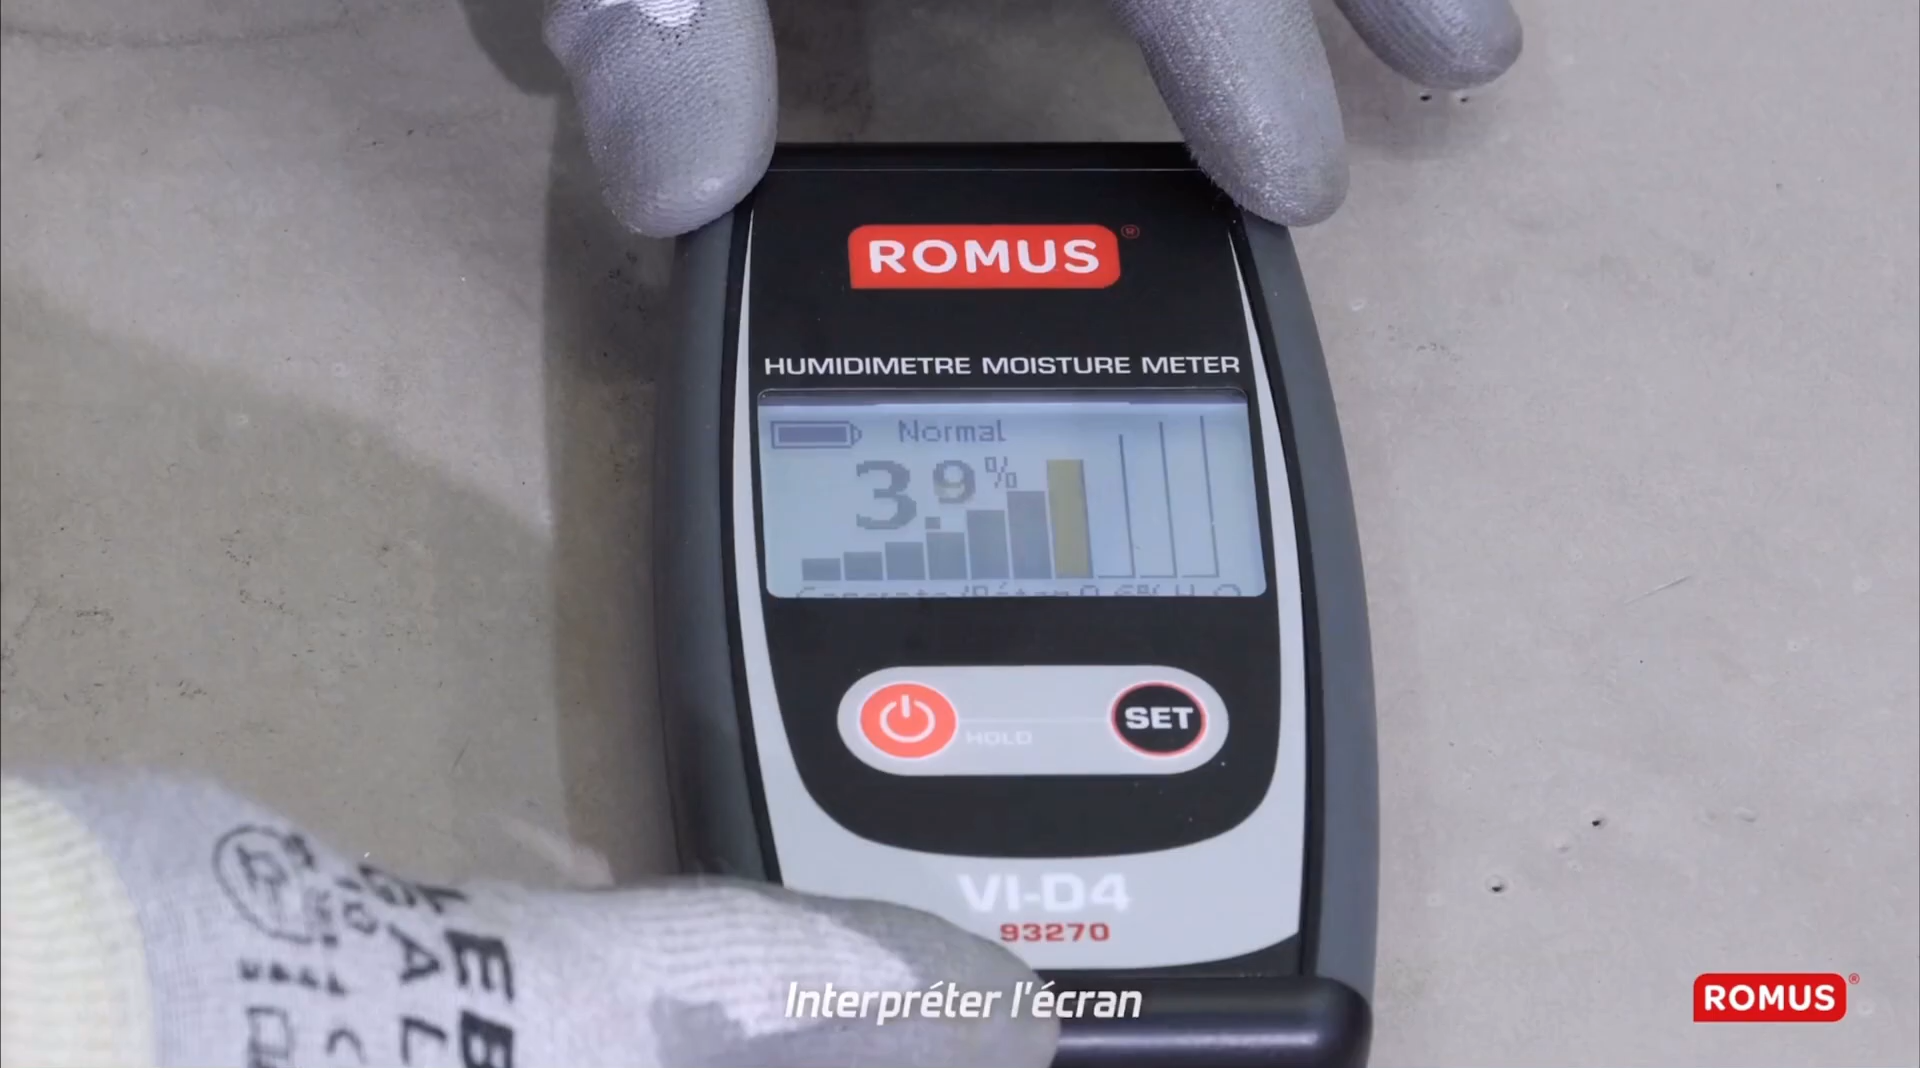 ROMUS®
HUMIDIMETRE MOISTURE METER
Normal
3.9%
HOLD
SET
VI-D4
93270
Interpréter l'écran
ROMUS®